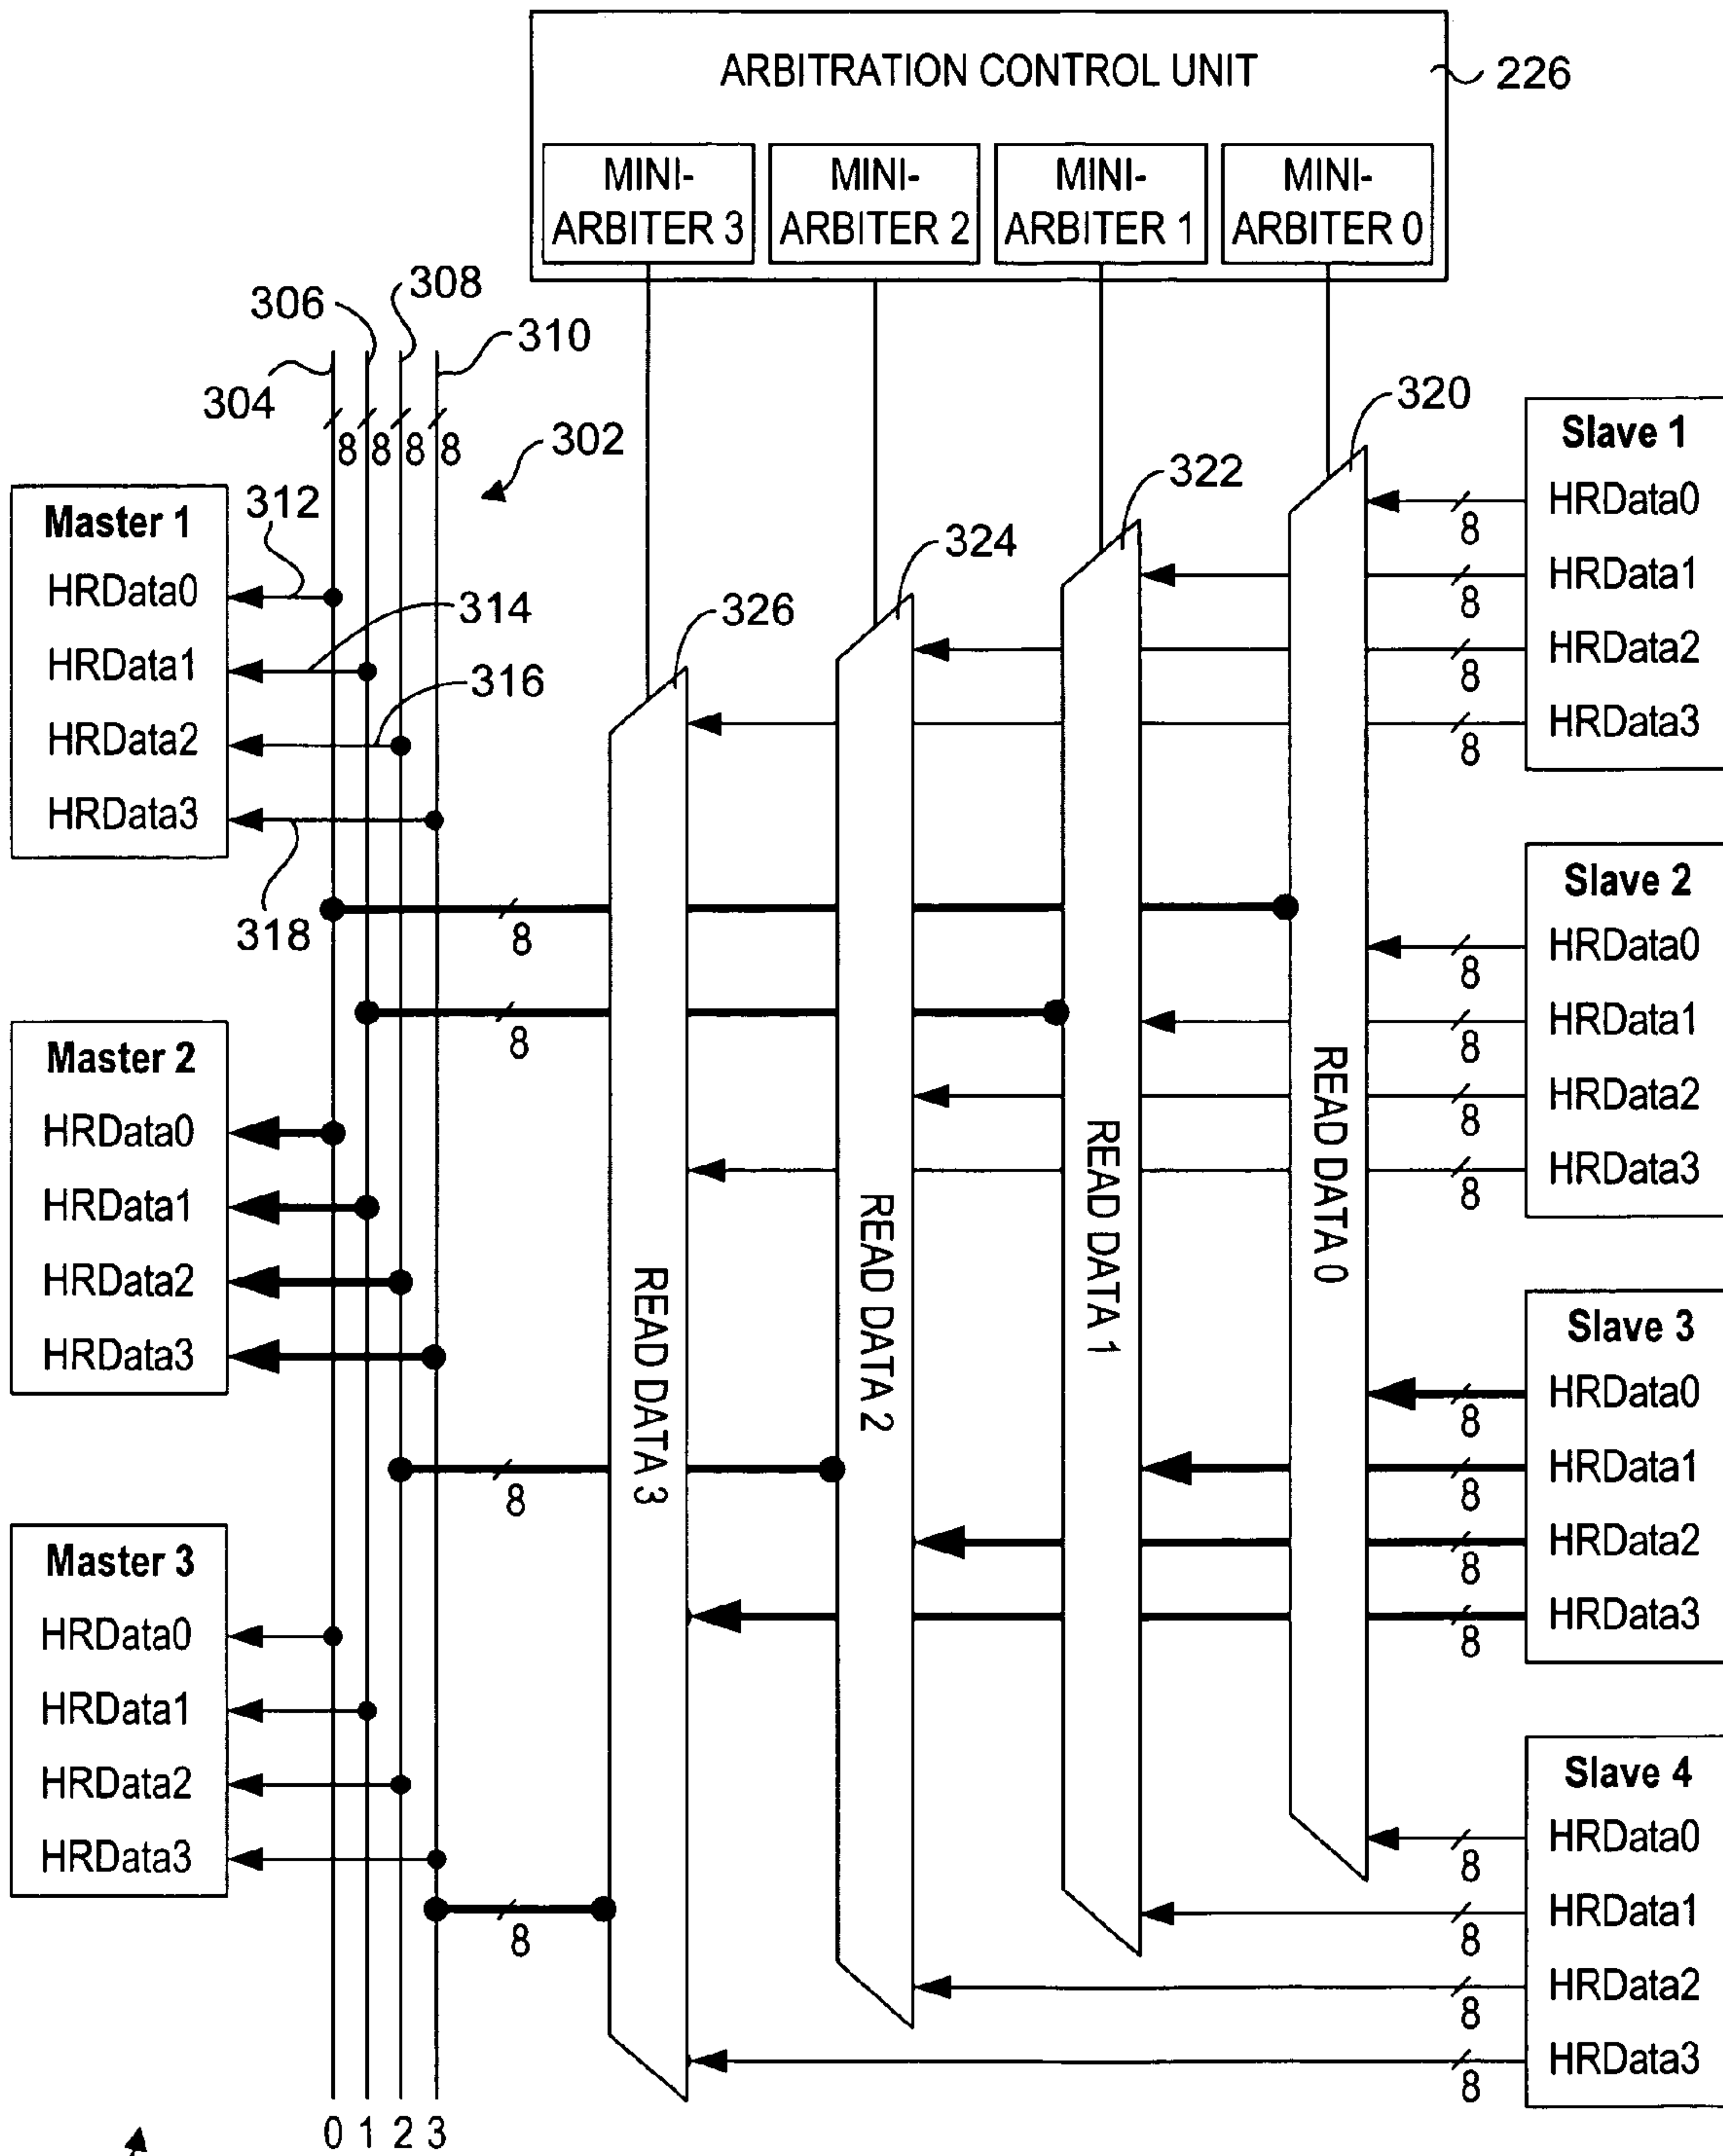 ARBITRATION CONTROL UNIT
226
MINI-
ARBITER 3
MINI-
ARBITER 2
MINI-
ARBITER 1
MINI-
ARBITER 0
306
308
310
304
8 8 8 8
302
320
322
324
326
Master 1
HRData0
HRData1
HRData2
HRData3
312
314
316
318
Slave 1
HRData0
8
HRData1
8
HRData2
8
HRData3
8
8
8
Slave 2
HRData0
8
HRData1
8
HRData2
8
HRData3
8
Master 2
HRData0
HRData1
HRData2
HRData3
READ DATA 3
READ DATA 2
READ DATA 1
READ DATA 0
8
Slave 3
HRData0
8
HRData1
8
HRData2
8
HRData3
8
Master 3
HRData0
HRData1
HRData2
HRData3
8
Slave 4
HRData0
8
HRData1
8
HRData2
8
HRData3
8
0 1 2 3